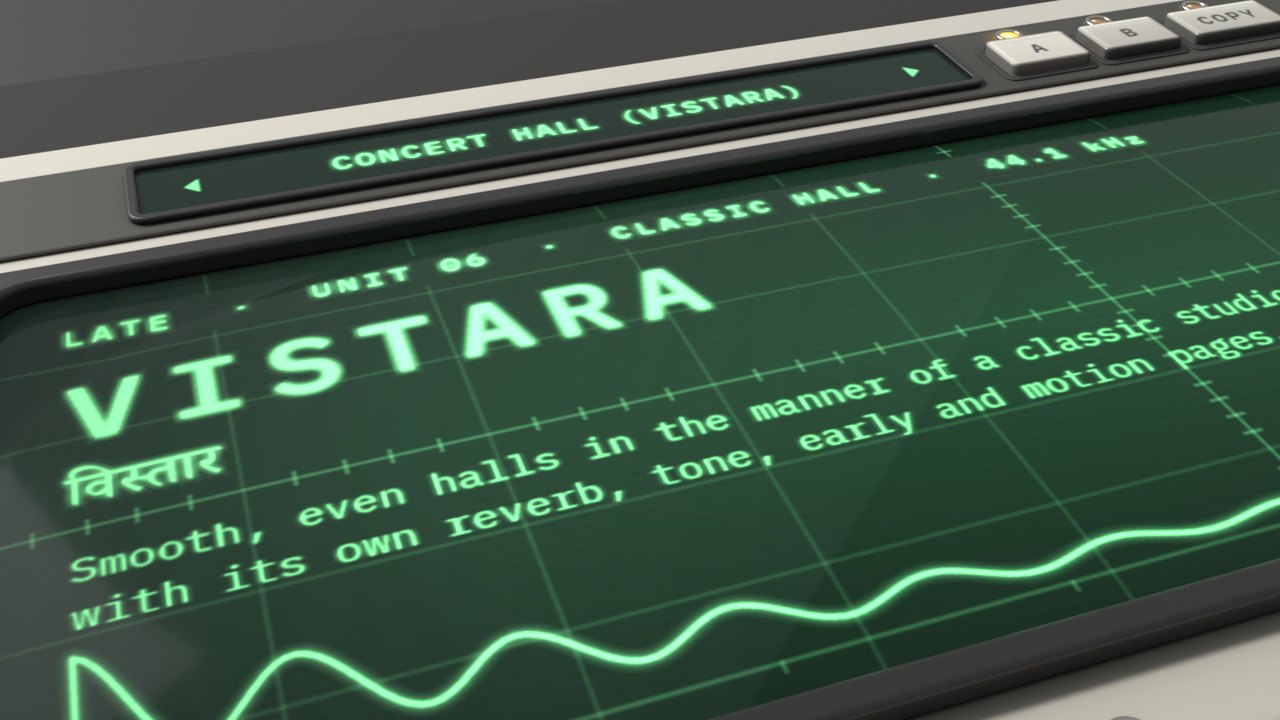 A B COPY
CONCERT HALL (VISTARA)
LATE · UNIT 06 · CLASSIC HALL · 44.1 kHz
VISTARA
विस्तार
Smooth, even halls in the manner of a classic studio
with its own reverb, tone, early and motion pages.